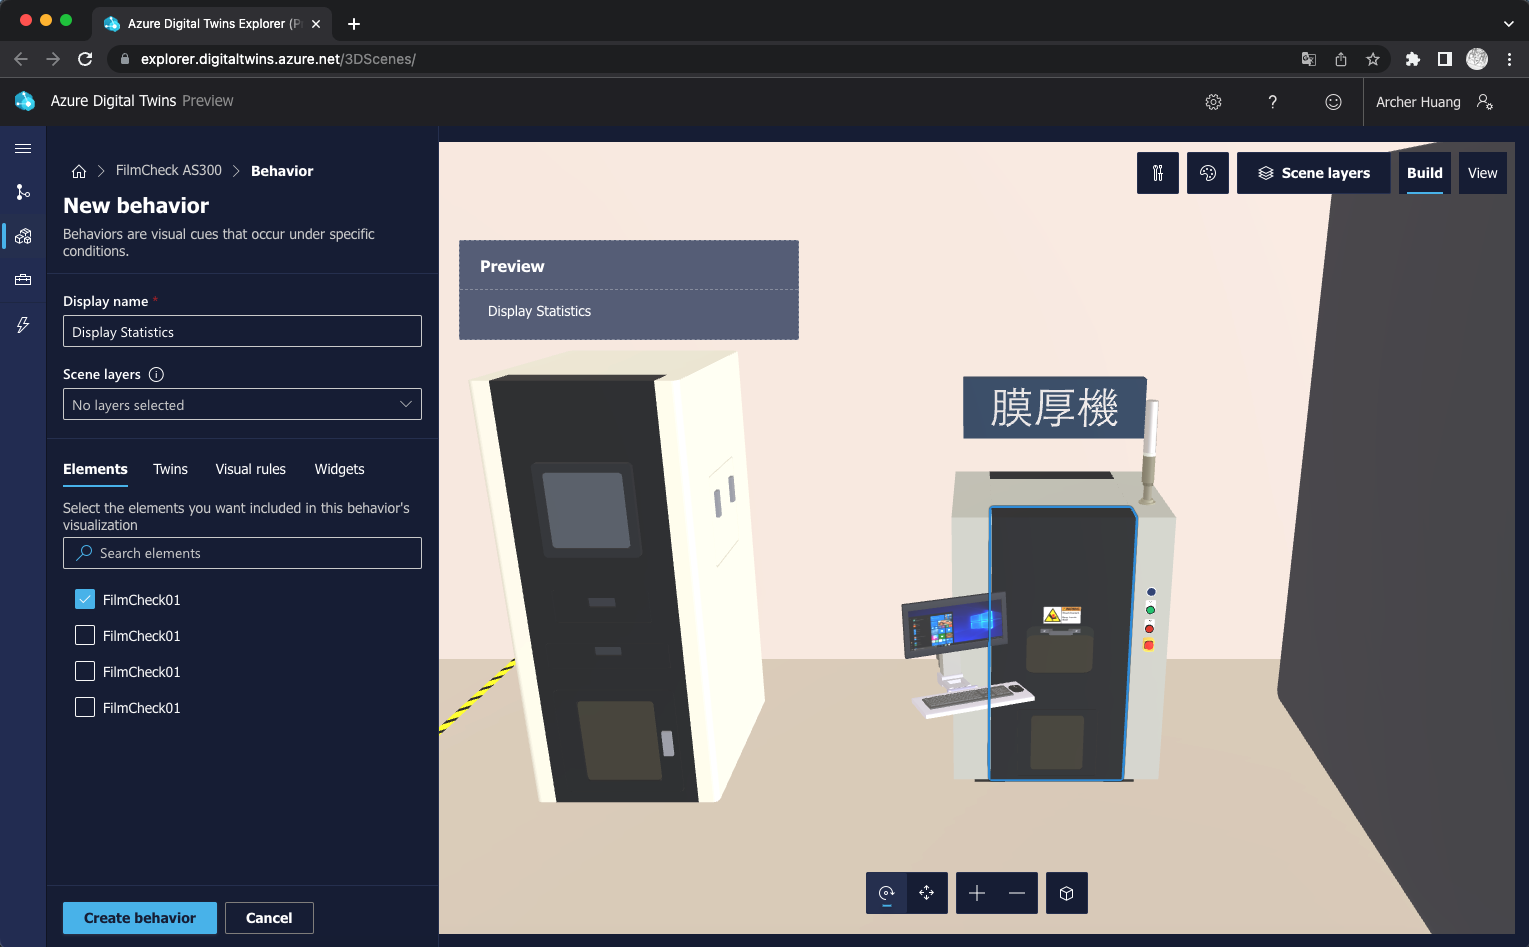 Azure Digital Twins Explorer (P
explorer.digitaltwins.azure.net/3DScenes/
Azure Digital Twins Preview
Archer Huang
FilmCheck AS300
Behavior
New behavior
Behaviors are visual cues that occur under specific
conditions.
Display name *
Display Statistics
Scene layers
No layers selected
Elements Twins Visual rules Widgets
Select the elements you want included in this behavior's
visualization
Search elements
FilmCheck01
FilmCheck01
FilmCheck01
FilmCheck01
Create behavior
Cancel
Scene layers
Build
View
Preview
Display Statistics
膜厚機